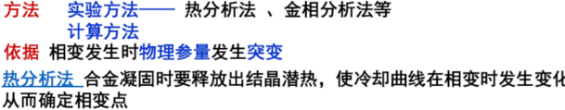 方法 实验方法—— 热分析法 、金相分析法等
计算方法
依据 相变发生时物理参量发生突变
热分析法 合金凝固时要释放出结晶潜热，使冷却曲线在相变时发生变化
从而确定相变点